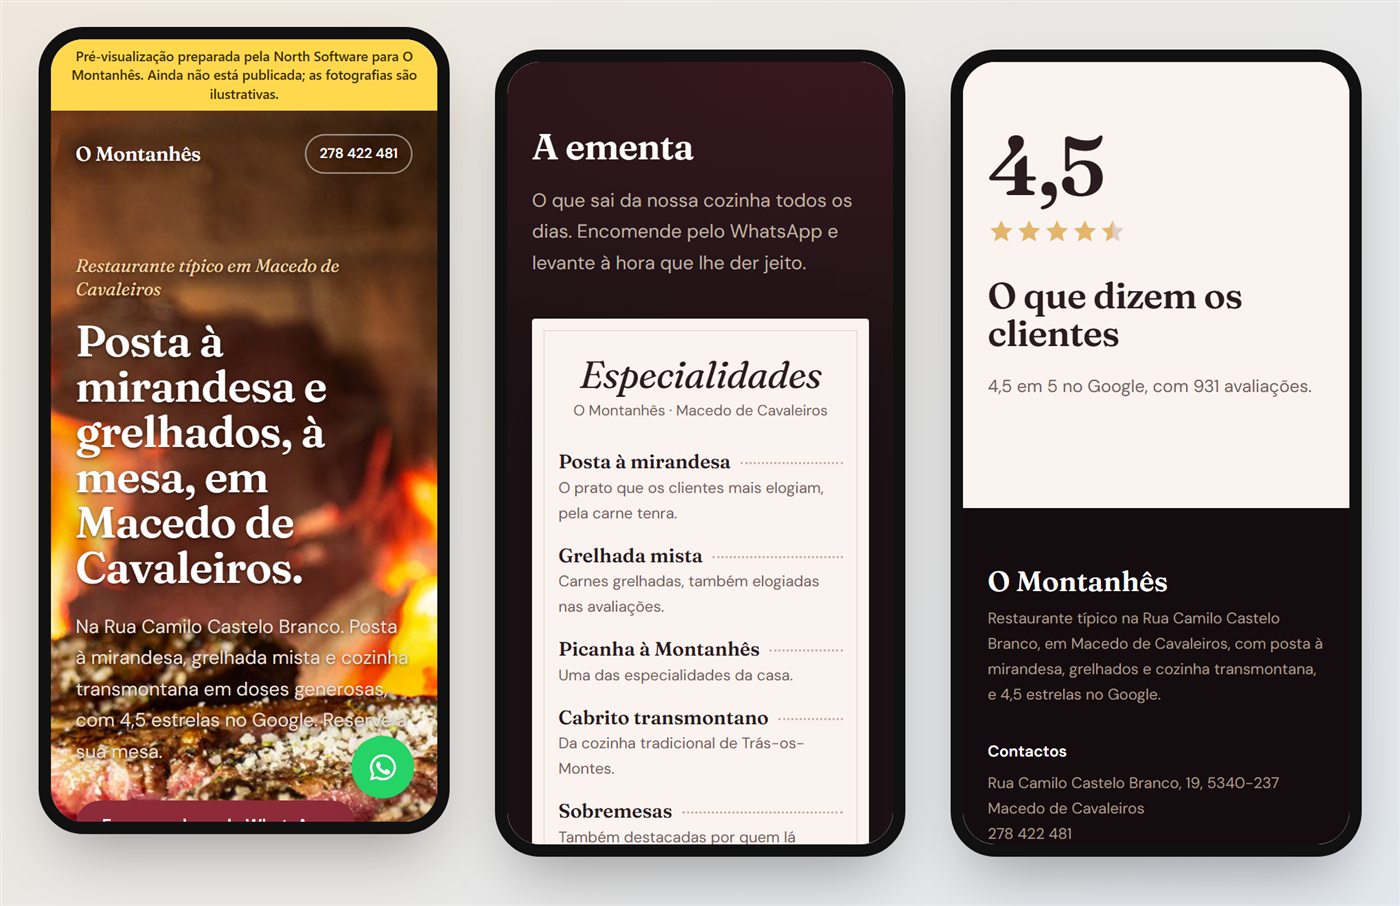 Pré-visualização preparada pela North Software para O
Montanhês. Ainda não está publicada; as fotografias são
ilustrativas.
O Montanhês
278 422 481
Restaurante típico em Macedo de
Cavaleiros
Posta à
mirandesa e
grelhados, à
mesa, em
Macedo de
Cavaleiros.
Na Rua Camilo Castelo Branco. Posta
à mirandesa, grelhada mista e cozinha
transmontana em doses generosas,
com 4,5 estrelas no Google. Reserve a
sua mesa.
A ementa
O que sai da nossa cozinha todos os
dias. Encomende pelo WhatsApp e
levante à hora que lhe der jeito.
Especialidades
O Montanhês · Macedo de Cavaleiros
Posta à mirandesa
O prato que os clientes mais elogiam,
pela carne tenra.
Grelhada mista
Carnes grelhadas, também elogiadas
nas avaliações.
Picanha à Montanhês
Uma das especialidades da casa.
Cabrito transmontano
Da cozinha tradicional de Trás-os-
Montes.
Sobremesas
Também destacadas por quem lá
4,5
O que dizem os
clientes
4,5 em 5 no Google, com 931 avaliações.
O Montanhês
Restaurante típico na Rua Camilo Castelo
Branco, em Macedo de Cavaleiros, com posta à
mirandesa, grelhados e cozinha transmontana,
e 4,5 estrelas no Google.
Contactos
Rua Camilo Castelo Branco, 19, 5340-237
Macedo de Cavaleiros
278 422 481